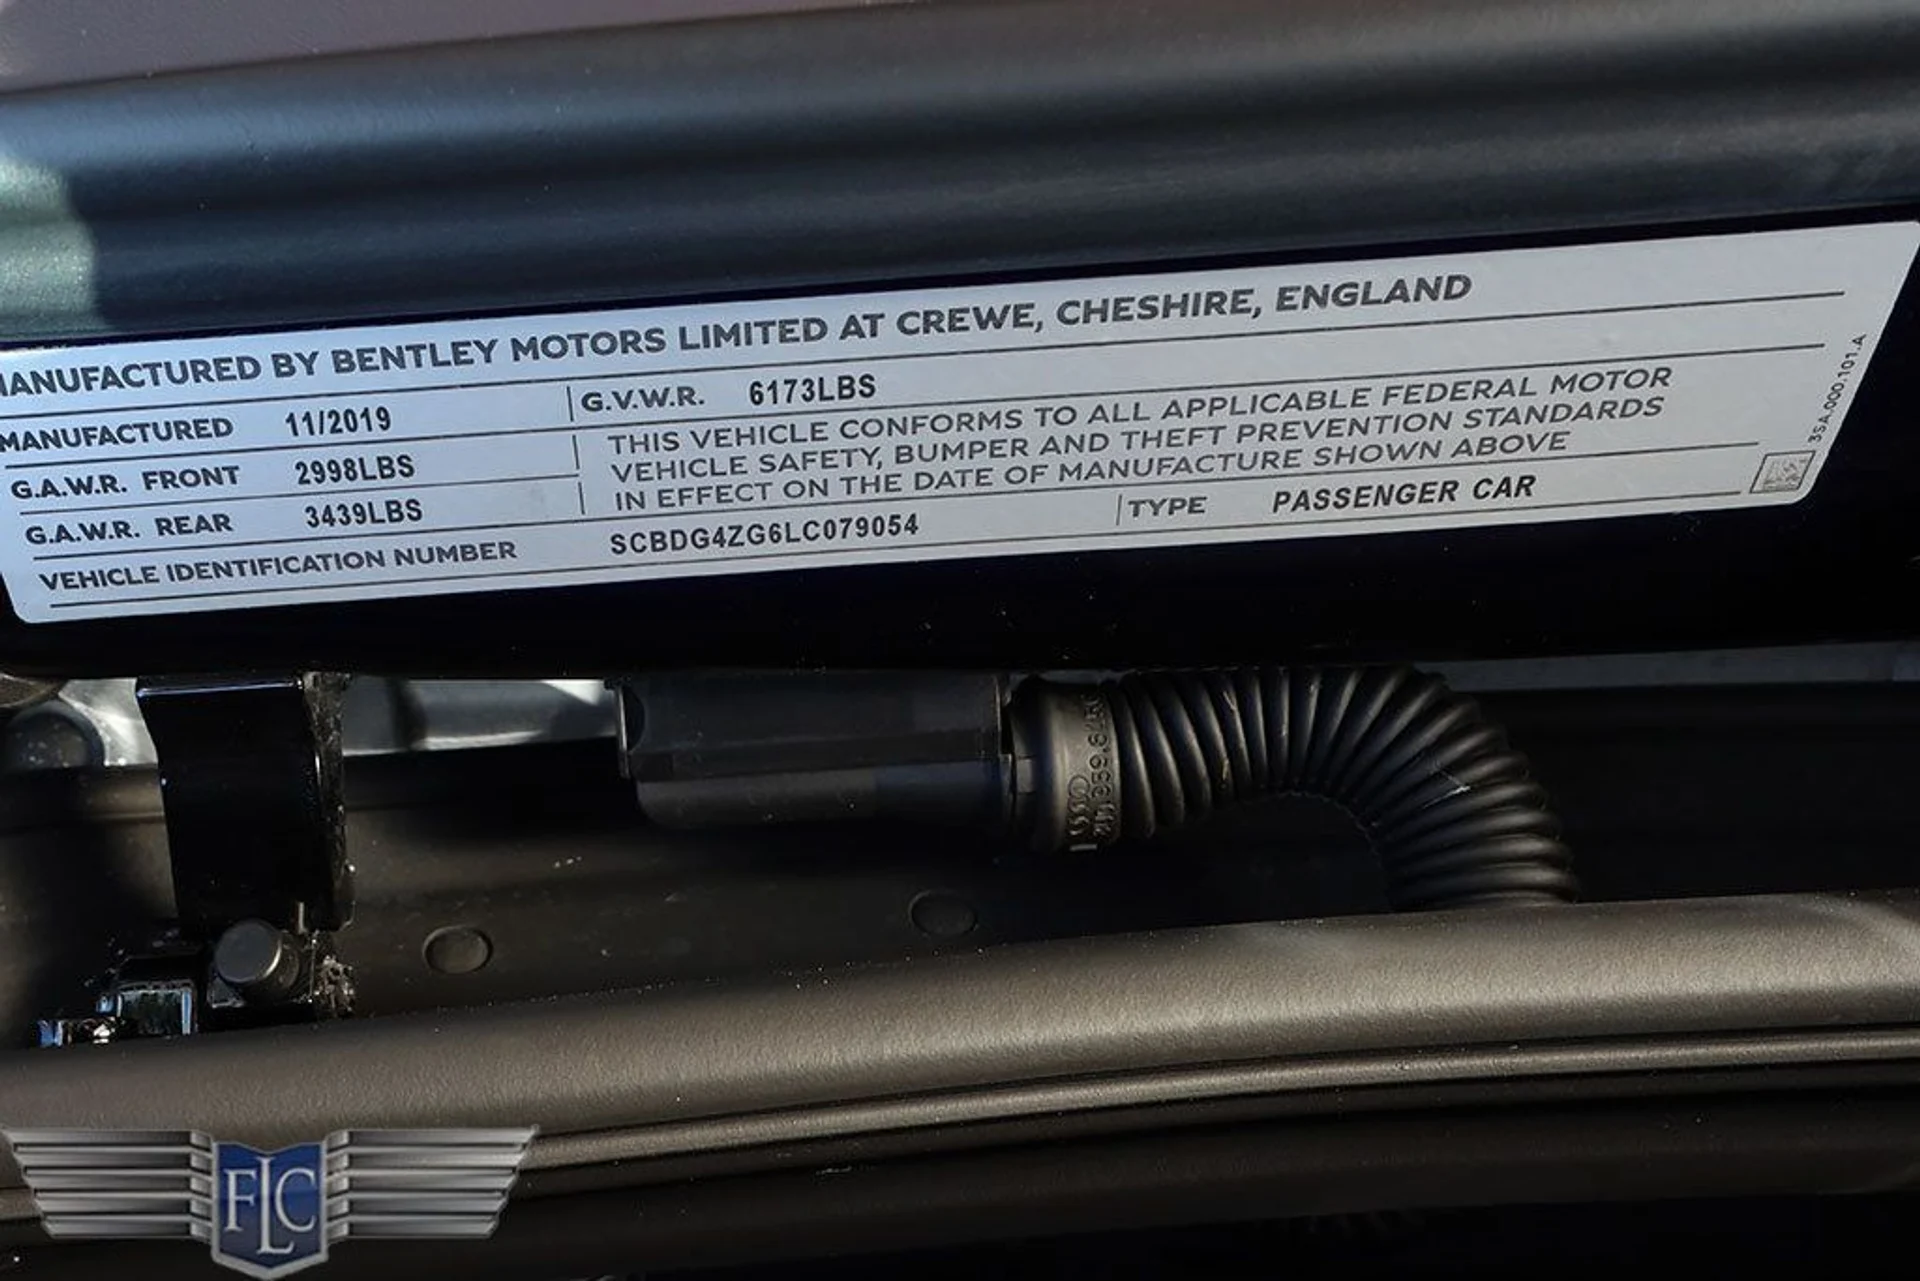 MANUFACTURED BY BENTLEY MOTORS LIMITED AT CREWE, CHESHIRE, ENGLAND
MANUFACTURED 11/2019 G.V.W.R. 6173LBS
G.A.W.R. FRONT 2998LBS
G.A.W.R. REAR 3439LBS
THIS VEHICLE CONFORMS TO ALL APPLICABLE FEDERAL MOTOR
VEHICLE SAFETY, BUMPER AND THEFT PREVENTION STANDARDS
IN EFFECT ON THE DATE OF MANUFACTURE SHOWN ABOVE
VEHICLE IDENTIFICATION NUMBER SCBDG4ZG6LC079054 TYPE PASSENGER CAR
3SA.000.101.A
FLC